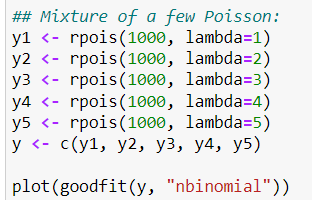 ## Mixture of a few Poisson:
y1 <- rpois(1000, lambda=1)
y2 <- rpois(1000, lambda=2)
y3 <- rpois(1000, lambda=3)
y4 <- rpois(1000, lambda=4)
y5 <- rpois(1000, lambda=5)
y <- c(y1, y2, y3, y4, y5)
plot(goodfit(y, "nbinomial"))